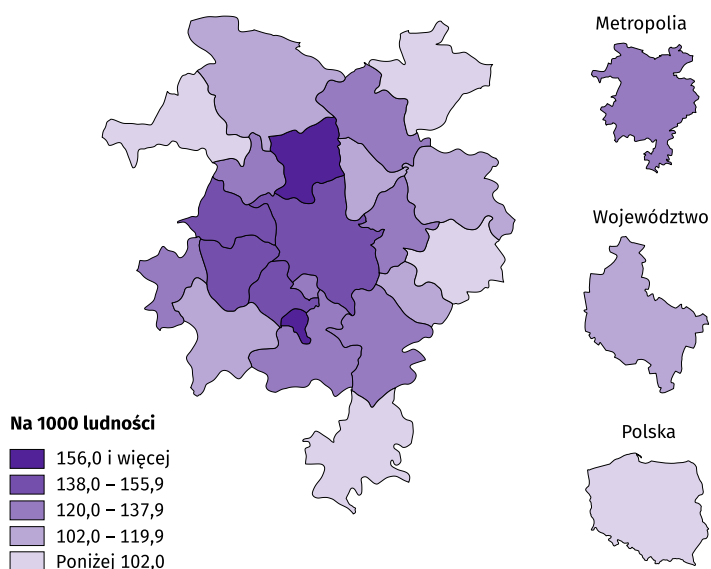 Metropolia
Województwo
Polska
Na 1000 ludności
156,0 i więcej
138,0 – 155,9
120,0 – 137,9
102,0 – 119,9
Poniżej 102,0